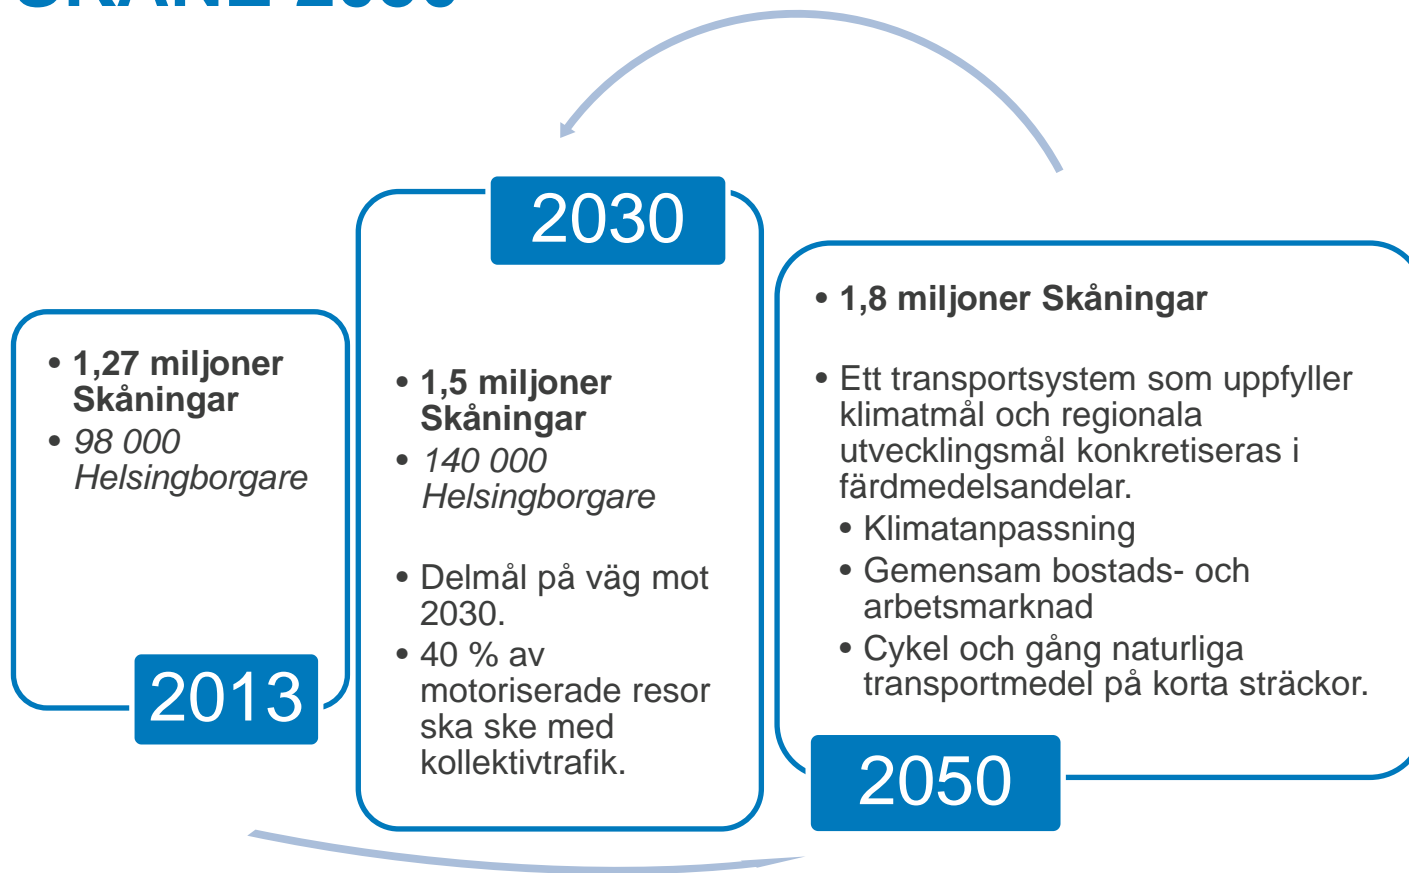 SKÅNE
2030
• 1,27 miljoner
Skåningar
• 98 000
Helsingborgare
2013
• 1,5 miljoner
Skåningar
• 140 000
Helsingborgare
• Delmål på väg mot
2030.
• 40 % av
motoriserade resor
ska ske med
kollektivtrafik.
• 1,8 miljoner Skåningar
• Ett transportsystem som uppfyller
klimatmål och regionala
utvecklingsmål konkretiseras i
färdmedelsandelar.
• Klimatanpassning
• Gemensam bostads- och
arbetsmarknad
• Cykel och gång naturliga
transportmedel på korta sträckor.
2050